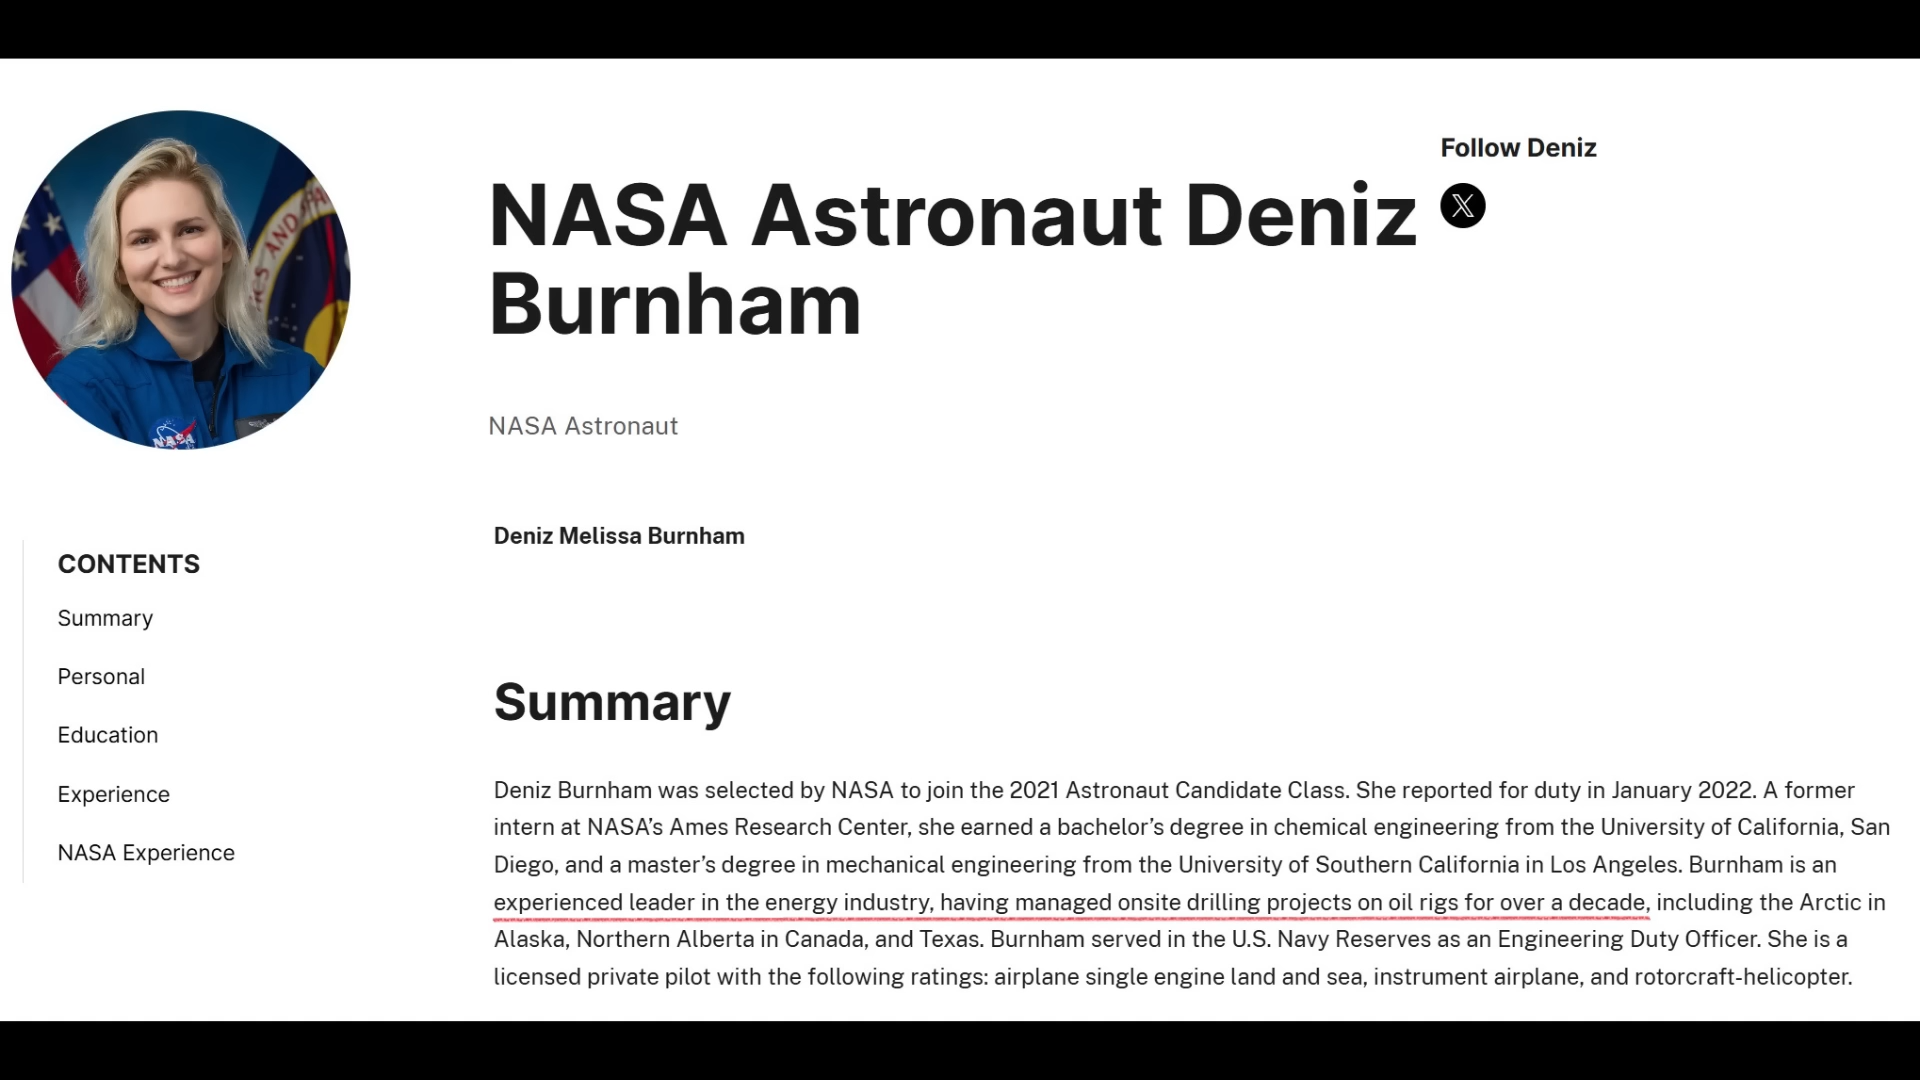 Follow Deniz
NASA Astronaut Deniz
Burnham
NASA Astronaut
Deniz Melissa Burnham
CONTENTS
Summary
Personal
Education
Experience
NASA Experience
Summary
Deniz Burnham was selected by NASA to join the 2021 Astronaut Candidate Class. She reported for duty in January 2022. A former
intern at NASA’s Ames Research Center, she earned a bachelor’s degree in chemical engineering from the University of California, San
Diego, and a master’s degree in mechanical engineering from the University of Southern California in Los Angeles. Burnham is an
experienced leader in the energy industry, having managed onsite drilling projects on oil rigs for over a decade, including the Arctic in
Alaska, Northern Alberta in Canada, and Texas. Burnham served in the U.S. Navy Reserves as an Engineering Duty Officer. She is a
licensed private pilot with the following ratings: airplane single engine land and sea, instrument airplane, and rotorcraft-helicopter.
NASA
AND